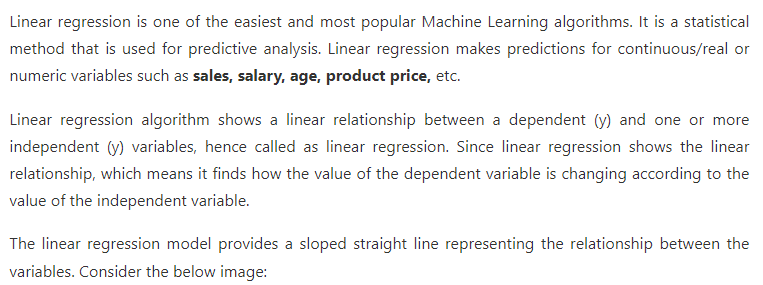 Linear regression is one of the easiest and most popular Machine Learning algorithms. It is a statistical
method that is used for predictive analysis. Linear regression makes predictions for continuous/real or
numeric variables such as sales, salary, age, product price, etc.
Linear regression algorithm shows a linear relationship between a dependent (y) and one or more
independent (y) variables, hence called as linear regression. Since linear regression shows the linear
relationship, which means it finds how the value of the dependent variable is changing according to the
value of the independent variable.
The linear regression model provides a sloped straight line representing the relationship between the
variables. Consider the below image: